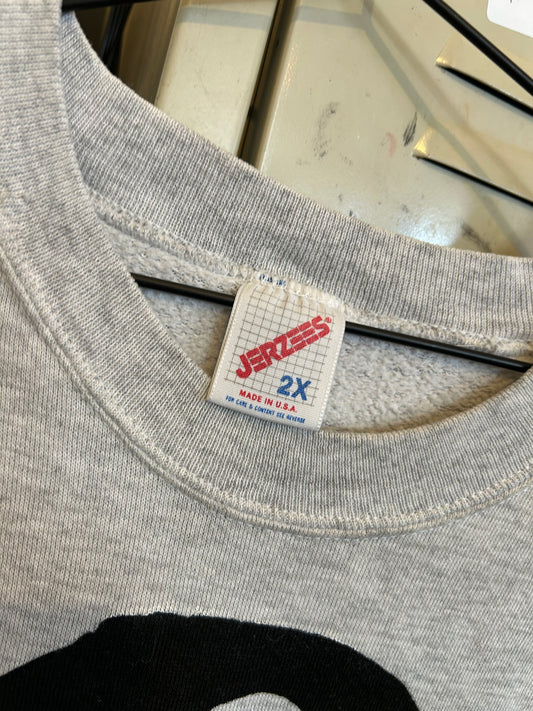 JERZEES®
2X
MADE IN U.S.A.
FOR CARE & CONTENT SEE REVERSE